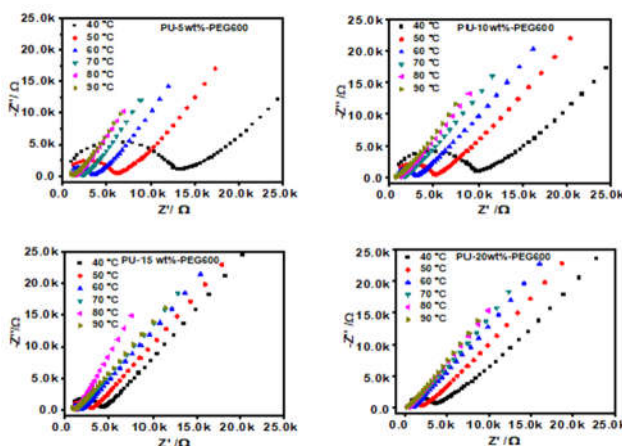 PU-5wt%-PEG600
40 °C
50 °C
60 °C
70 °C
80 °C
90 °C
-Z''/ Ω
25.0k
20.0k
15.0k
10.0k
5.0k
0.0
0.0 5.0k 10.0k 15.0k 20.0k 25.0k
Z'/ Ω
PU-10wt%-PEG600
40 °C
50 °C
60 °C
70 °C
80 °C
90 °C
-Z''/ Ω
25.0k
20.0k
15.0k
10.0k
5.0k
0.0
0.0 5.0k 10.0k 15.0k 20.0k 25.0k
Z'/ Ω
PU-15 wt%-PEG600
40 °C
50 °C
60 °C
70 °C
80 °C
90 °C
-Z''/Ω
25.0k
20.0k
15.0k
10.0k
5.0k
0.0
0.0 5.0k 10.0k 15.0k 20.0k 25.0k
Z'/ Ω
PU-20wt%-PEG600
40 °C
50 °C
60 °C
70 °C
80 °C
90 °C
-Z'' /Ω
25.0k
20.0k
15.0k
10.0k
5.0k
0.0
0.0 5.0k 10.0k 15.0k 20.0k 25.0k
Z' /Ω